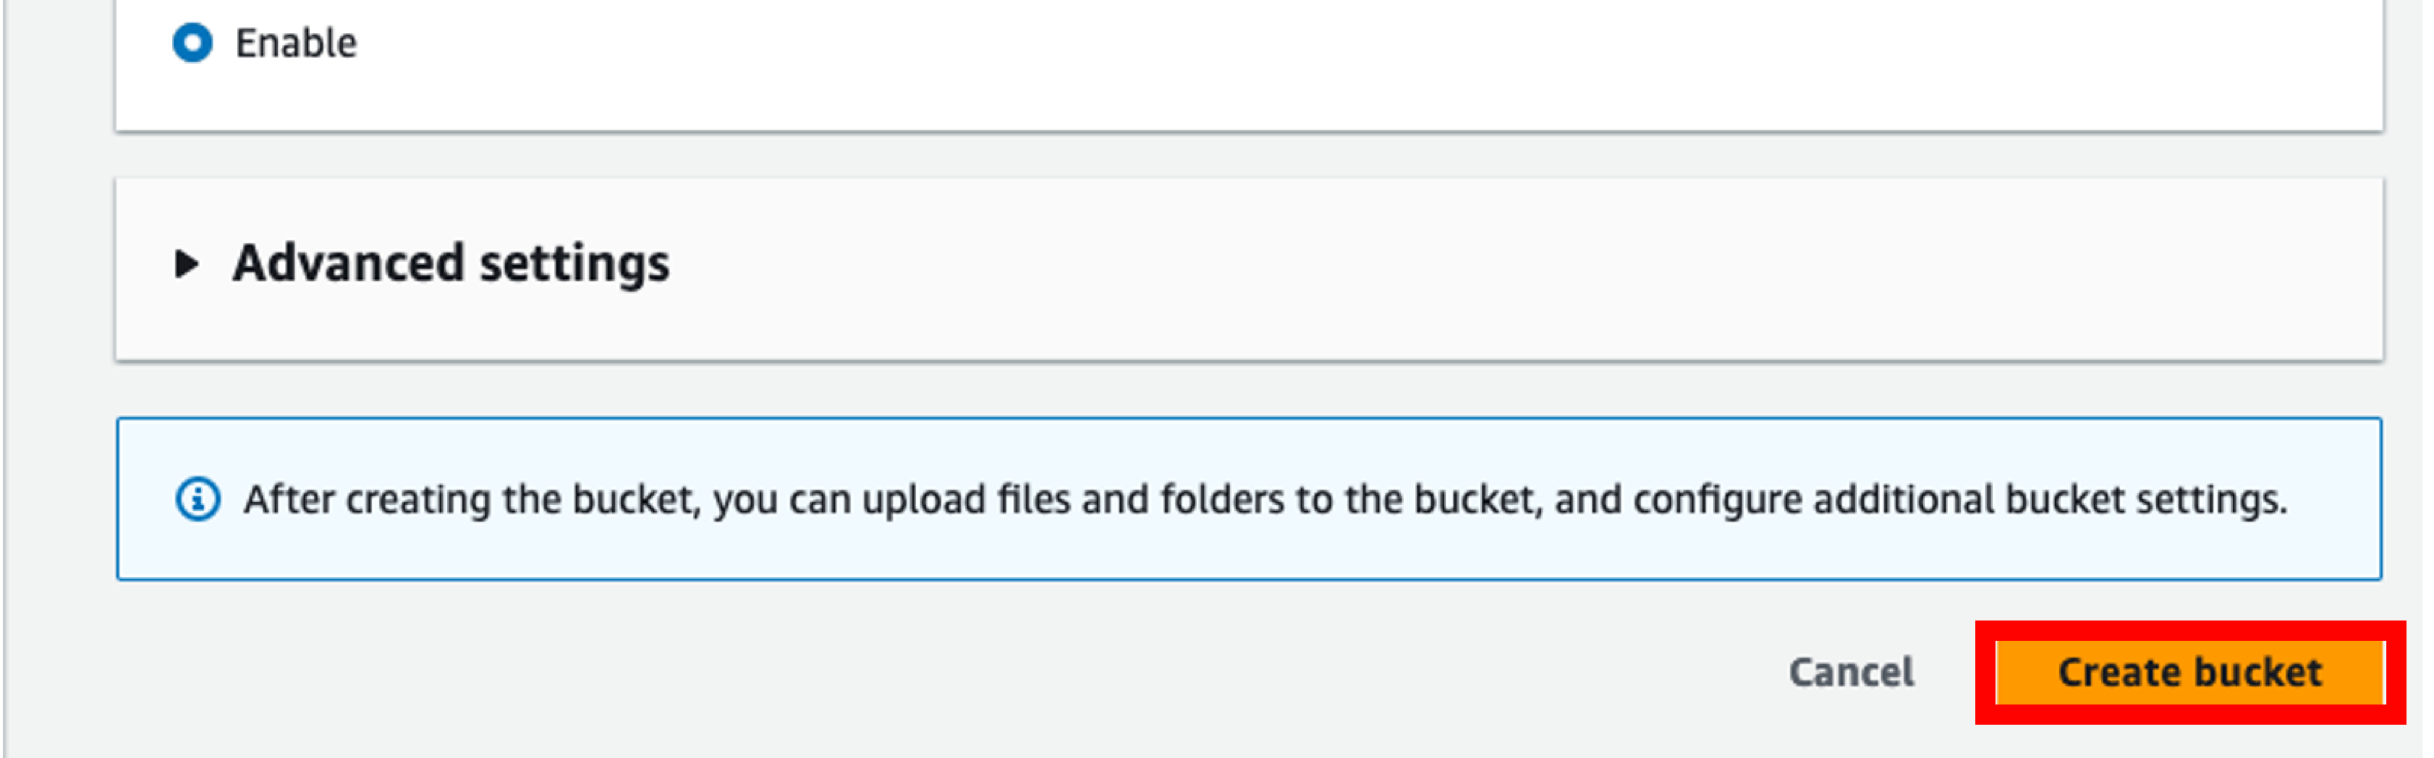 Enable
Advanced settings
After creating the bucket, you can upload files and folders to the bucket, and configure additional bucket settings.
Cancel
Create bucket